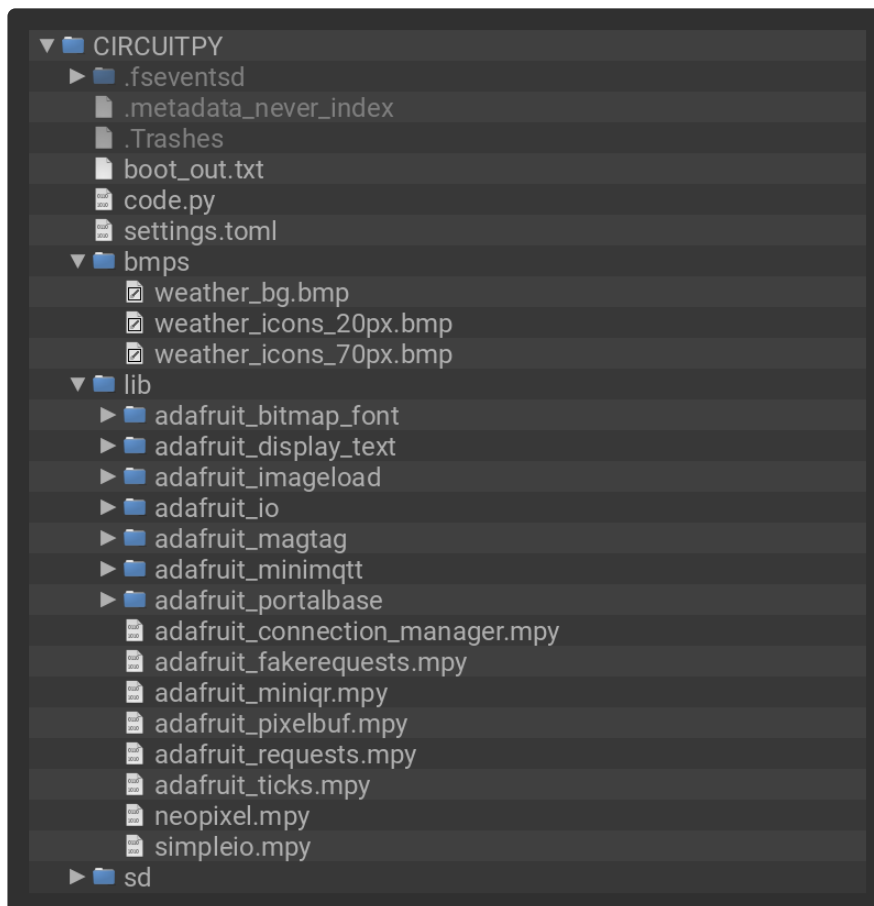 CIRCUITPY
.fseventsd
.metadata_never_index
.Trashes
boot_out.txt
code.py
settings.toml
bmps
weather_bg.bmp
weather_icons_20px.bmp
weather_icons_70px.bmp
lib
adafruit_bitmap_font
adafruit_display_text
adafruit_imageload
adafruit_io
adafruit_magtag
adafruit_minimqtt
adafruit_portalbase
adafruit_connection_manager.mpy
adafruit_fakerequests.mpy
adafruit_miniqr.mpy
adafruit_pixelbuf.mpy
adafruit_requests.mpy
adafruit_ticks.mpy
neopixel.mpy
simpleio.mpy
sd